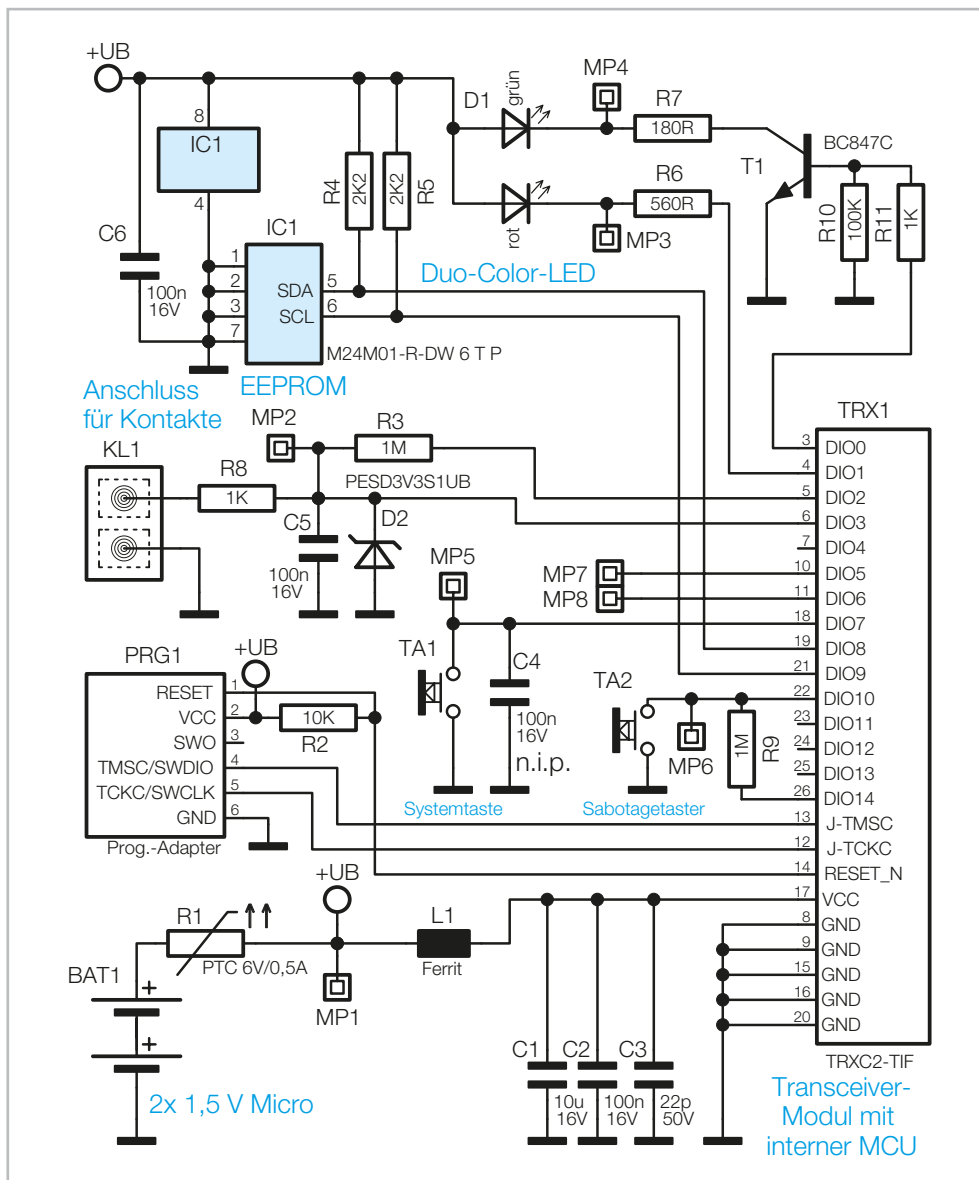 +UB
8
IC1
4
C6
100n
16V
R4
2K2
2K2
R5
D1
grün
MP4
R7
180R
T1
BC847C
rot
R6
560R
MP3
R10
100K
R11
1K
Duo-Color-LED
IC1
1
2
3
7
SDA
SCL
5
6
M24M01-R-DW 6 T P
EEPROM
Anschluss
für Kontakte
KL1
MP2
R3
1M
R8
1K
PESD3V3S1UB
C5
100n
16V
D2
MP5
MP7
MP8
TA1
C4
100n
16V
n.i.p.
Systemtaste
TA2
MP6
1M
R9
Sabotagetaster
PRG1
+UB
RESET 1
VCC 2
SWO 3
TMSC/SWDIO 4
TCKC/SWCLK 5
GND 6
Prog.-Adapter
10K
R2
TRX1
3 DIO0
4 DIO1
5 DIO2
6 DIO3
7 DIO4
10 DIO5
11 DIO6
18 DIO7
19 DIO8
21 DIO9
22 DIO10
23 DIO11
24 DIO12
25 DIO13
26 DIO14
13 J-TMSC
12 J-TCKC
14 RESET_N
17 VCC
8 GND
9 GND
15 GND
16 GND
20 GND
TRXC2-TIF
Transceiver-
Modul mit
interner MCU
+UB
R1
PTC 6V/0,5A
L1
Ferrit
MP1
BAT1
+
+
2x 1,5 V Micro
C1
10u
16V
C2
100n
16V
C3
22p
50V